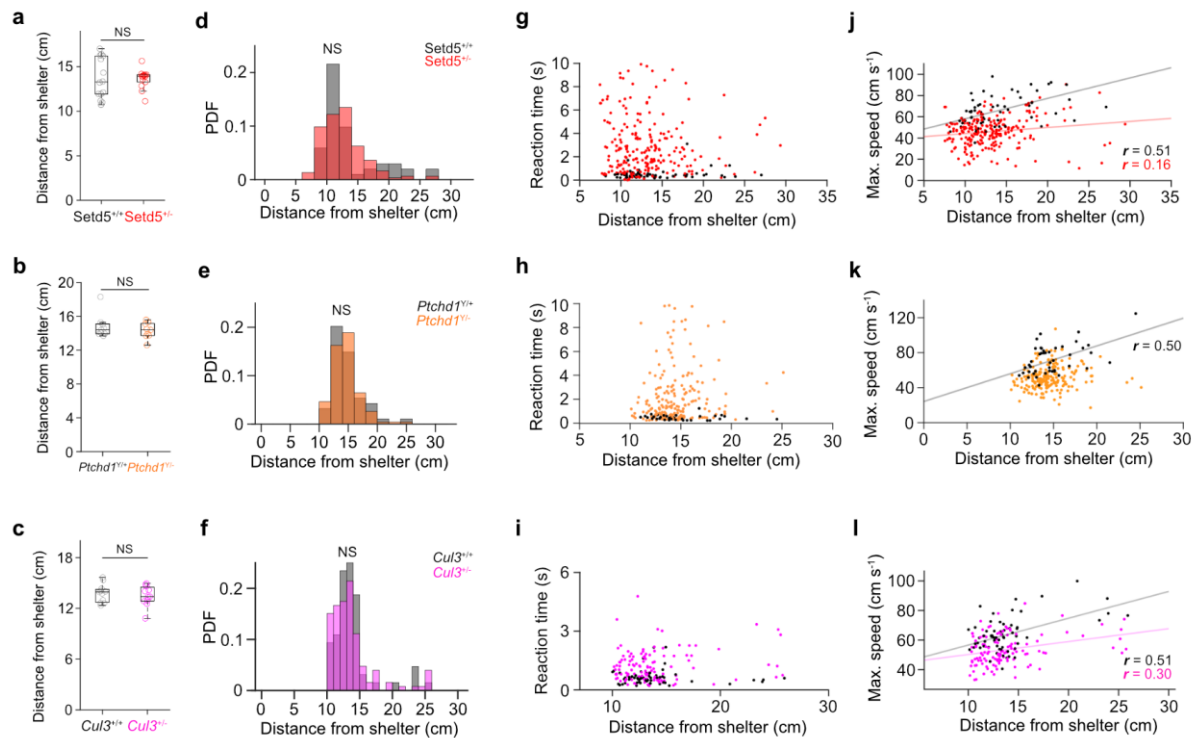 a
NS
Distance from shelter (cm)
15
10
5
0
Setd5+/+ Setd5+/-
d
NS
Setd5+/+
Setd5+/-
PDF
0.2
0.1
0
0 5 10 15 20 25 30
Distance from shelter (cm)
g
Reaction time (s)
10
8
6
4
2
0
5 10 15 20 25 30 35
Distance from shelter (cm)
j
Max. speed (cm s⁻¹)
100
80
60
40
20
0
r = 0.51
r = 0.16
5 10 15 20 25 30 35
Distance from shelter (cm)
b
NS
Distance from shelter (cm)
20
16
12
8
4
0
Ptchd1Y/+ Ptchd1Y/-
e
NS
Ptchd1Y/+
Ptchd1Y/-
PDF
0.2
0.1
0
0 5 10 15 20 25 30
Distance from shelter (cm)
h
Reaction time (s)
10
8
6
4
2
0
5 10 15 20 25 30
Distance from shelter (cm)
k
Max. speed (cm s⁻¹)
120
80
40
0
r = 0.50
0 5 10 15 20 25 30
Distance from shelter (cm)
c
NS
Distance from shelter (cm)
18
12
6
0
Cul3+/+ Cul3+/-
f
NS
Cul3+/+
Cul3+/-
PDF
0.2
0.1
0
0 5 10 15 20 25 30
Distance from shelter (cm)
i
Reaction time (s)
6
3
0
10 20 30
Distance from shelter (cm)
l
Max. speed (cm s⁻¹)
100
80
60
40
r = 0.51
r = 0.30
10 15 20 25 30
Distance from shelter (cm)